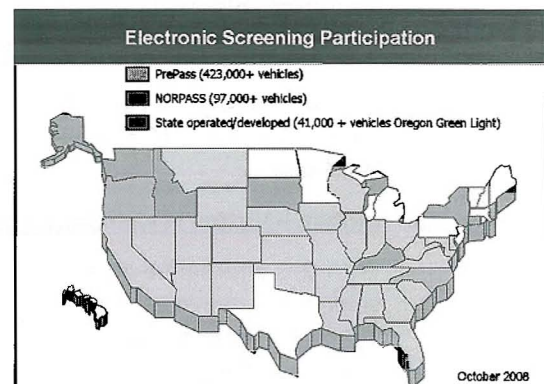 Electronic Screening Participation
PrePass (423,000+ vehicles)
NORPASS (97,000+ vehicles)
State operated/developed (41,000 + vehicles Oregon Green Light)
October 2008